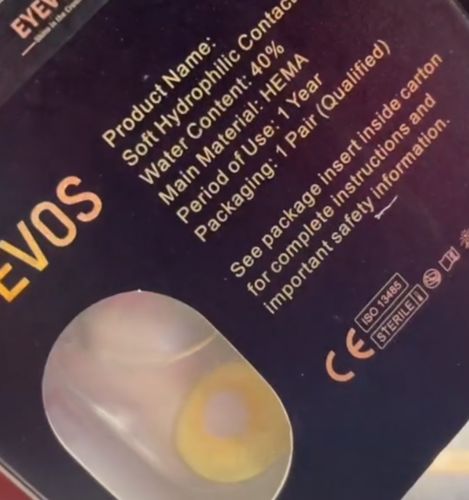 EYEV
EVOS
Product Name:
Soft Hydrophilic Contac
Water Content: 40%
Main Material: HEMA
Period of Use: 1 Year
Packaging: 1 Pair (Qualified)
See package insert inside carton
for complete instructions and
important safety information.
CE
ISO 13485
STERILE